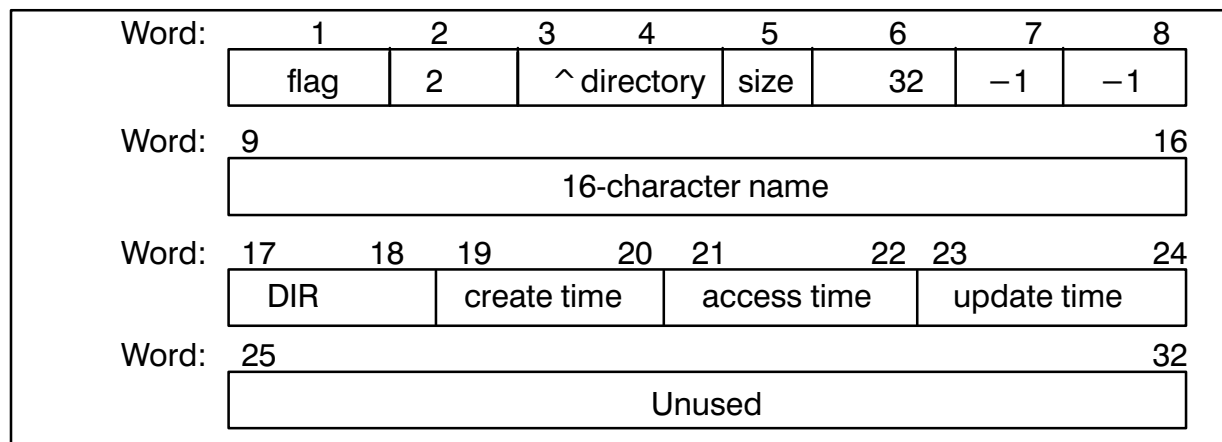 Word: 1 2 3 4 5 6 7 8
flag 2 ^ directory size 32 −1 −1
Word: 9 16
16-character name
Word: 17 18 19 20 21 22 23 24
DIR create time access time update time
Word: 25 32
Unused